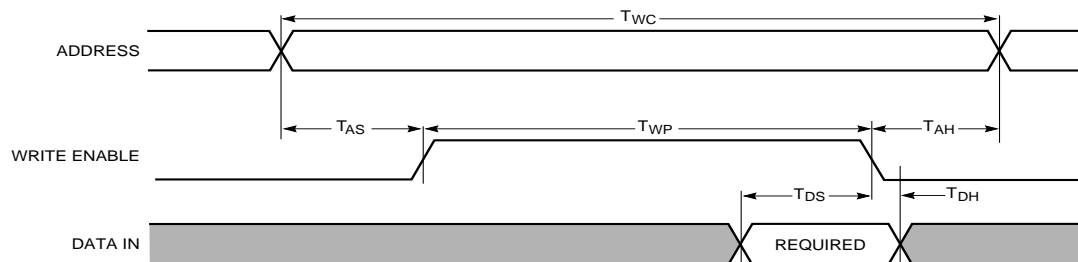 TWC
ADDRESS
TAS TWP TAH
WRITE ENABLE
TDS TDH
DATA IN REQUIRED